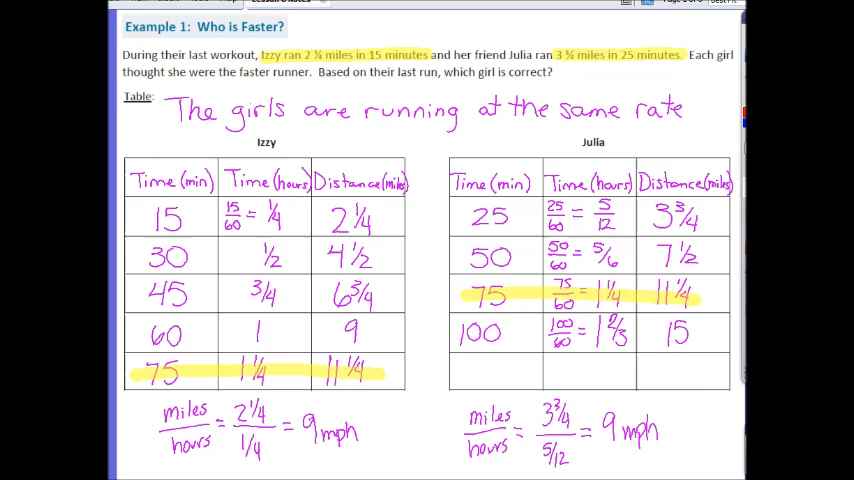 Example 1: Who is Faster?
During their last workout, Izzy ran 2 ¼ miles in 15 minutes and her friend Julia ran 3 ¾ miles in 25 minutes. Each girl
thought she were the faster runner. Based on their last run, which girl is correct?
Table: The girls are running at the same rate
Izzy
Time (min) Time (hours) Distance (miles)
15 15/60 = 1/4 2 1/4
30 1/2 4 1/2
45 3/4 6 3/4
60 1 9
75 1 1/4 11 1/4
miles/hours = 2 1/4 / 1/4 = 9 mph
Julia
Time (min) Time (hours) Distance (miles)
25 25/60 = 5/12 3 3/4
50 50/60 = 5/6 7 1/2
75 75/60 = 1 1/4 11 1/4
100 100/60 = 1 2/3 15
miles/hours = 3 3/4 / 5/12 = 9 mph